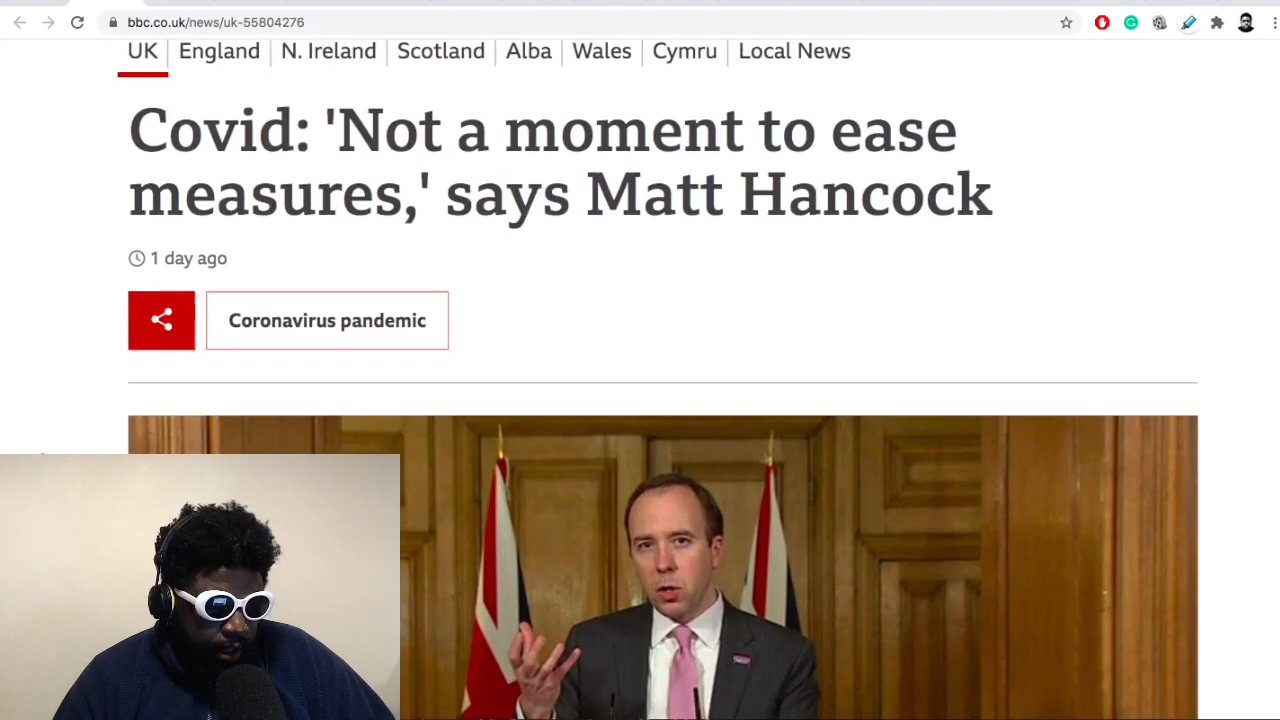 bbc.co.uk/news/uk-55804276
UK England N. Ireland Scotland Alba Wales Cymru Local News
Covid: 'Not a moment to ease
measures,' says Matt Hancock
1 day ago
Coronavirus pandemic